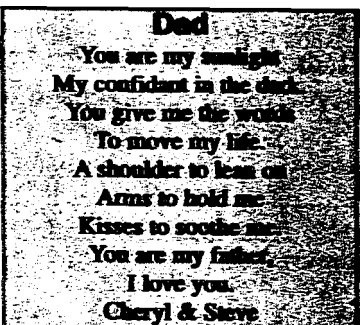 Dad
You are my sunlight
My confidant in the dark
You give me the words
To move my life.
A shoulder to lean on
Arms to hold me
Kisses to soothe me
You are my father,
I love you.
Cheryl & Steve